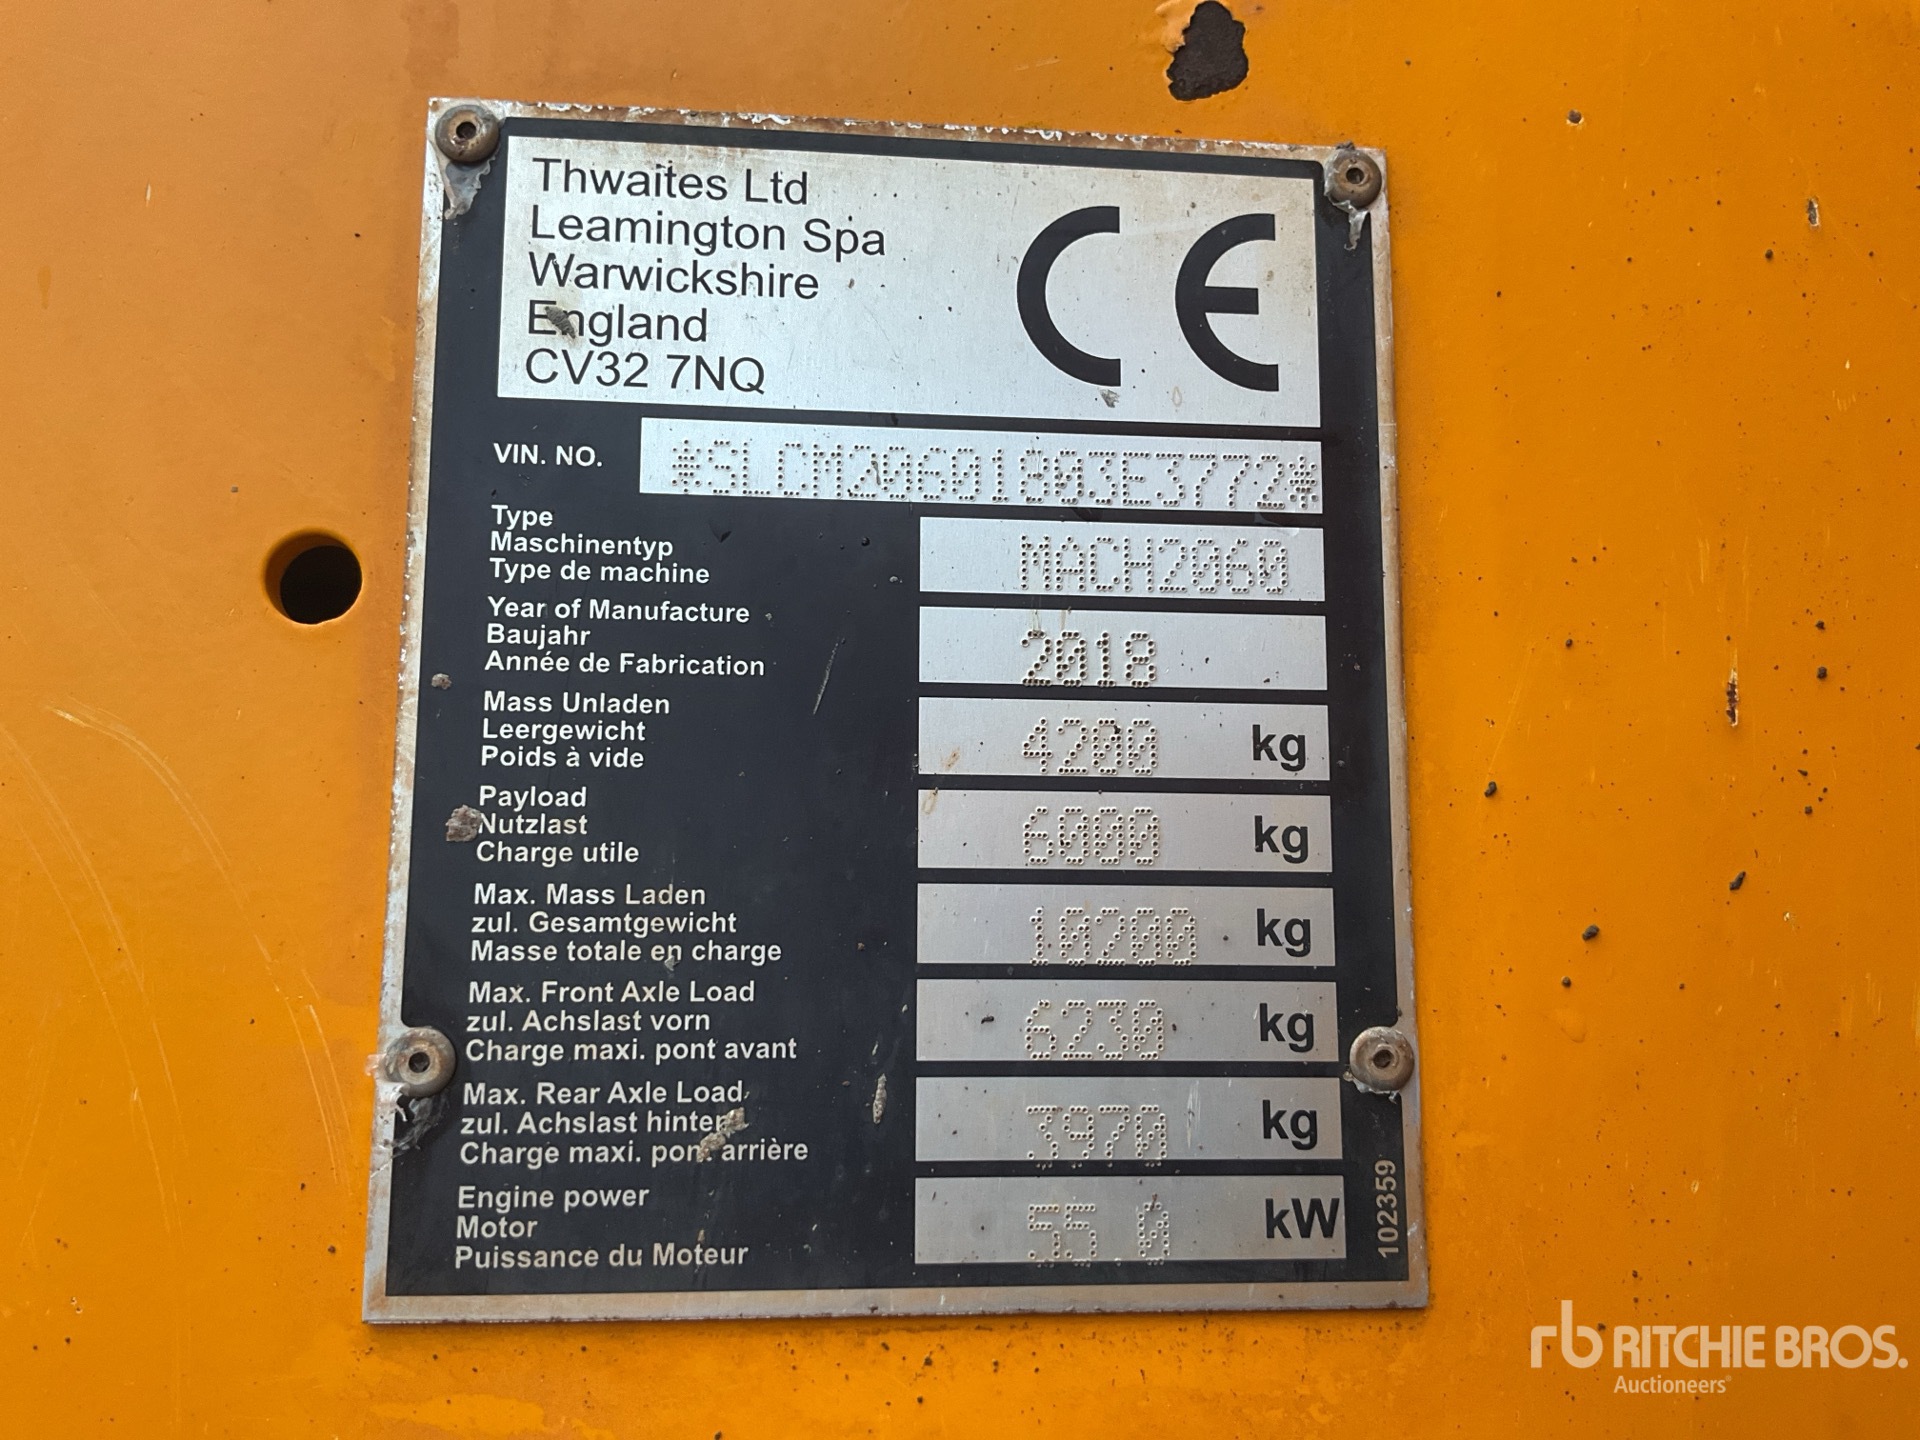 Thwaites Ltd
Leamington Spa
Warwickshire
England
CV32 7NQ
CE
VIN. NO. *SLCM20601803E3772*
Type
Maschinentyp
Type de machine
MACH2060
Year of Manufacture
Baujahr
Année de Fabrication
2018
Mass Unladen
Leergewicht
Poids à vide
4200 kg
Payload
Nutzlast
Charge utile
6000 kg
Max. Mass Laden
zul. Gesamtgewicht
Masse totale en charge
10200 kg
Max. Front Axle Load
zul. Achslast vorn
Charge maxi. pont avant
6230 kg
Max. Rear Axle Load
zul. Achslast hinten
Charge maxi. pont arrière
3970 kg
Engine power
Motor
Puissance du Moteur
55.0 kW
102359
rb RITCHIE BROS.
Auctioneers